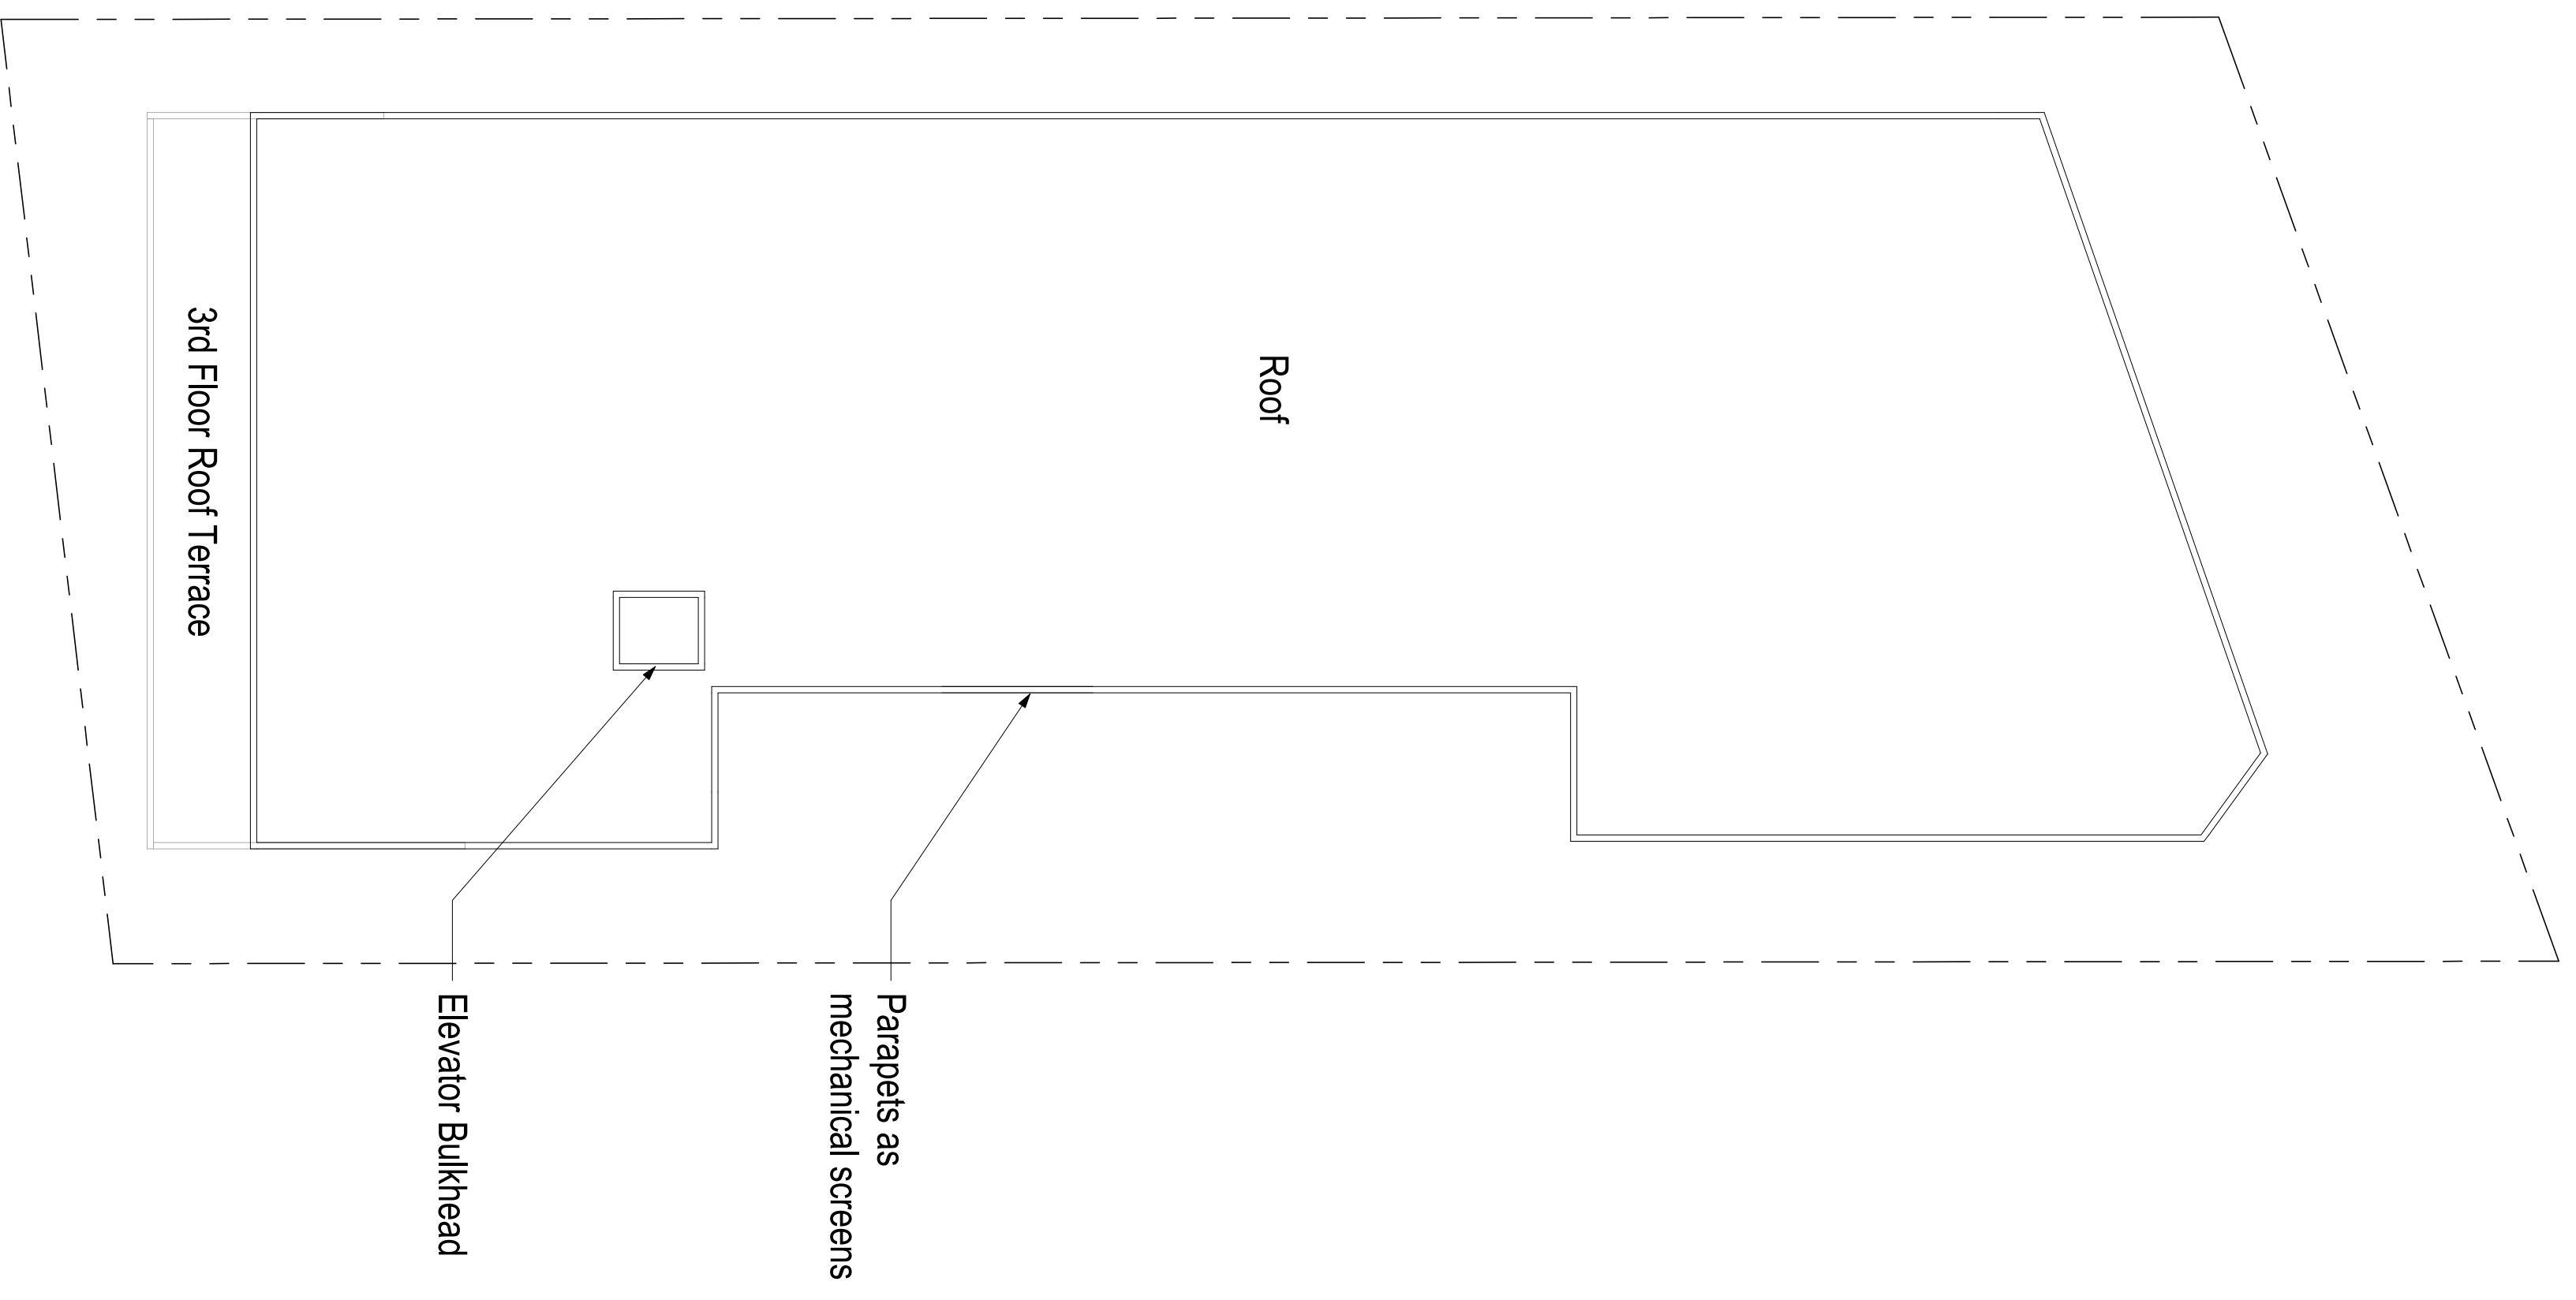 3rd Floor Roof Terrace
Roof
Elevator Bulkhead
Parapets as
mechanical screens